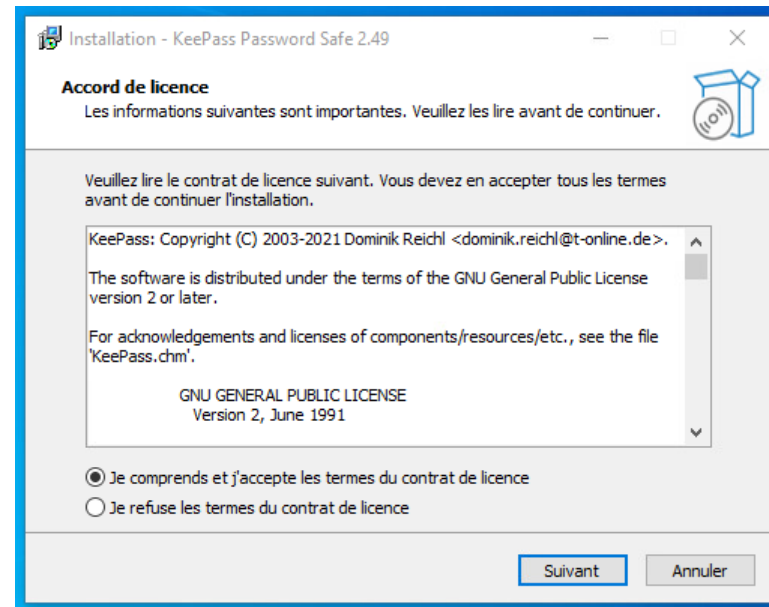 Installation - KeePass Password Safe 2.49
Accord de licence
Les informations suivantes sont importantes. Veuillez les lire avant de continuer.
Veuillez lire le contrat de licence suivant. Vous devez en accepter tous les termes
avant de continuer l'installation.
KeePass: Copyright (C) 2003-2021 Dominik Reichl <dominik.reichl@t-online.de>.
The software is distributed under the terms of the GNU General Public License
version 2 or later.
For acknowledgements and licenses of components/resources/etc., see the file
'KeePass.chm'.
GNU GENERAL PUBLIC LICENSE
Version 2, June 1991
Je comprends et j'accepte les termes du contrat de licence
Je refuse les termes du contrat de licence
Suivant
Annuler